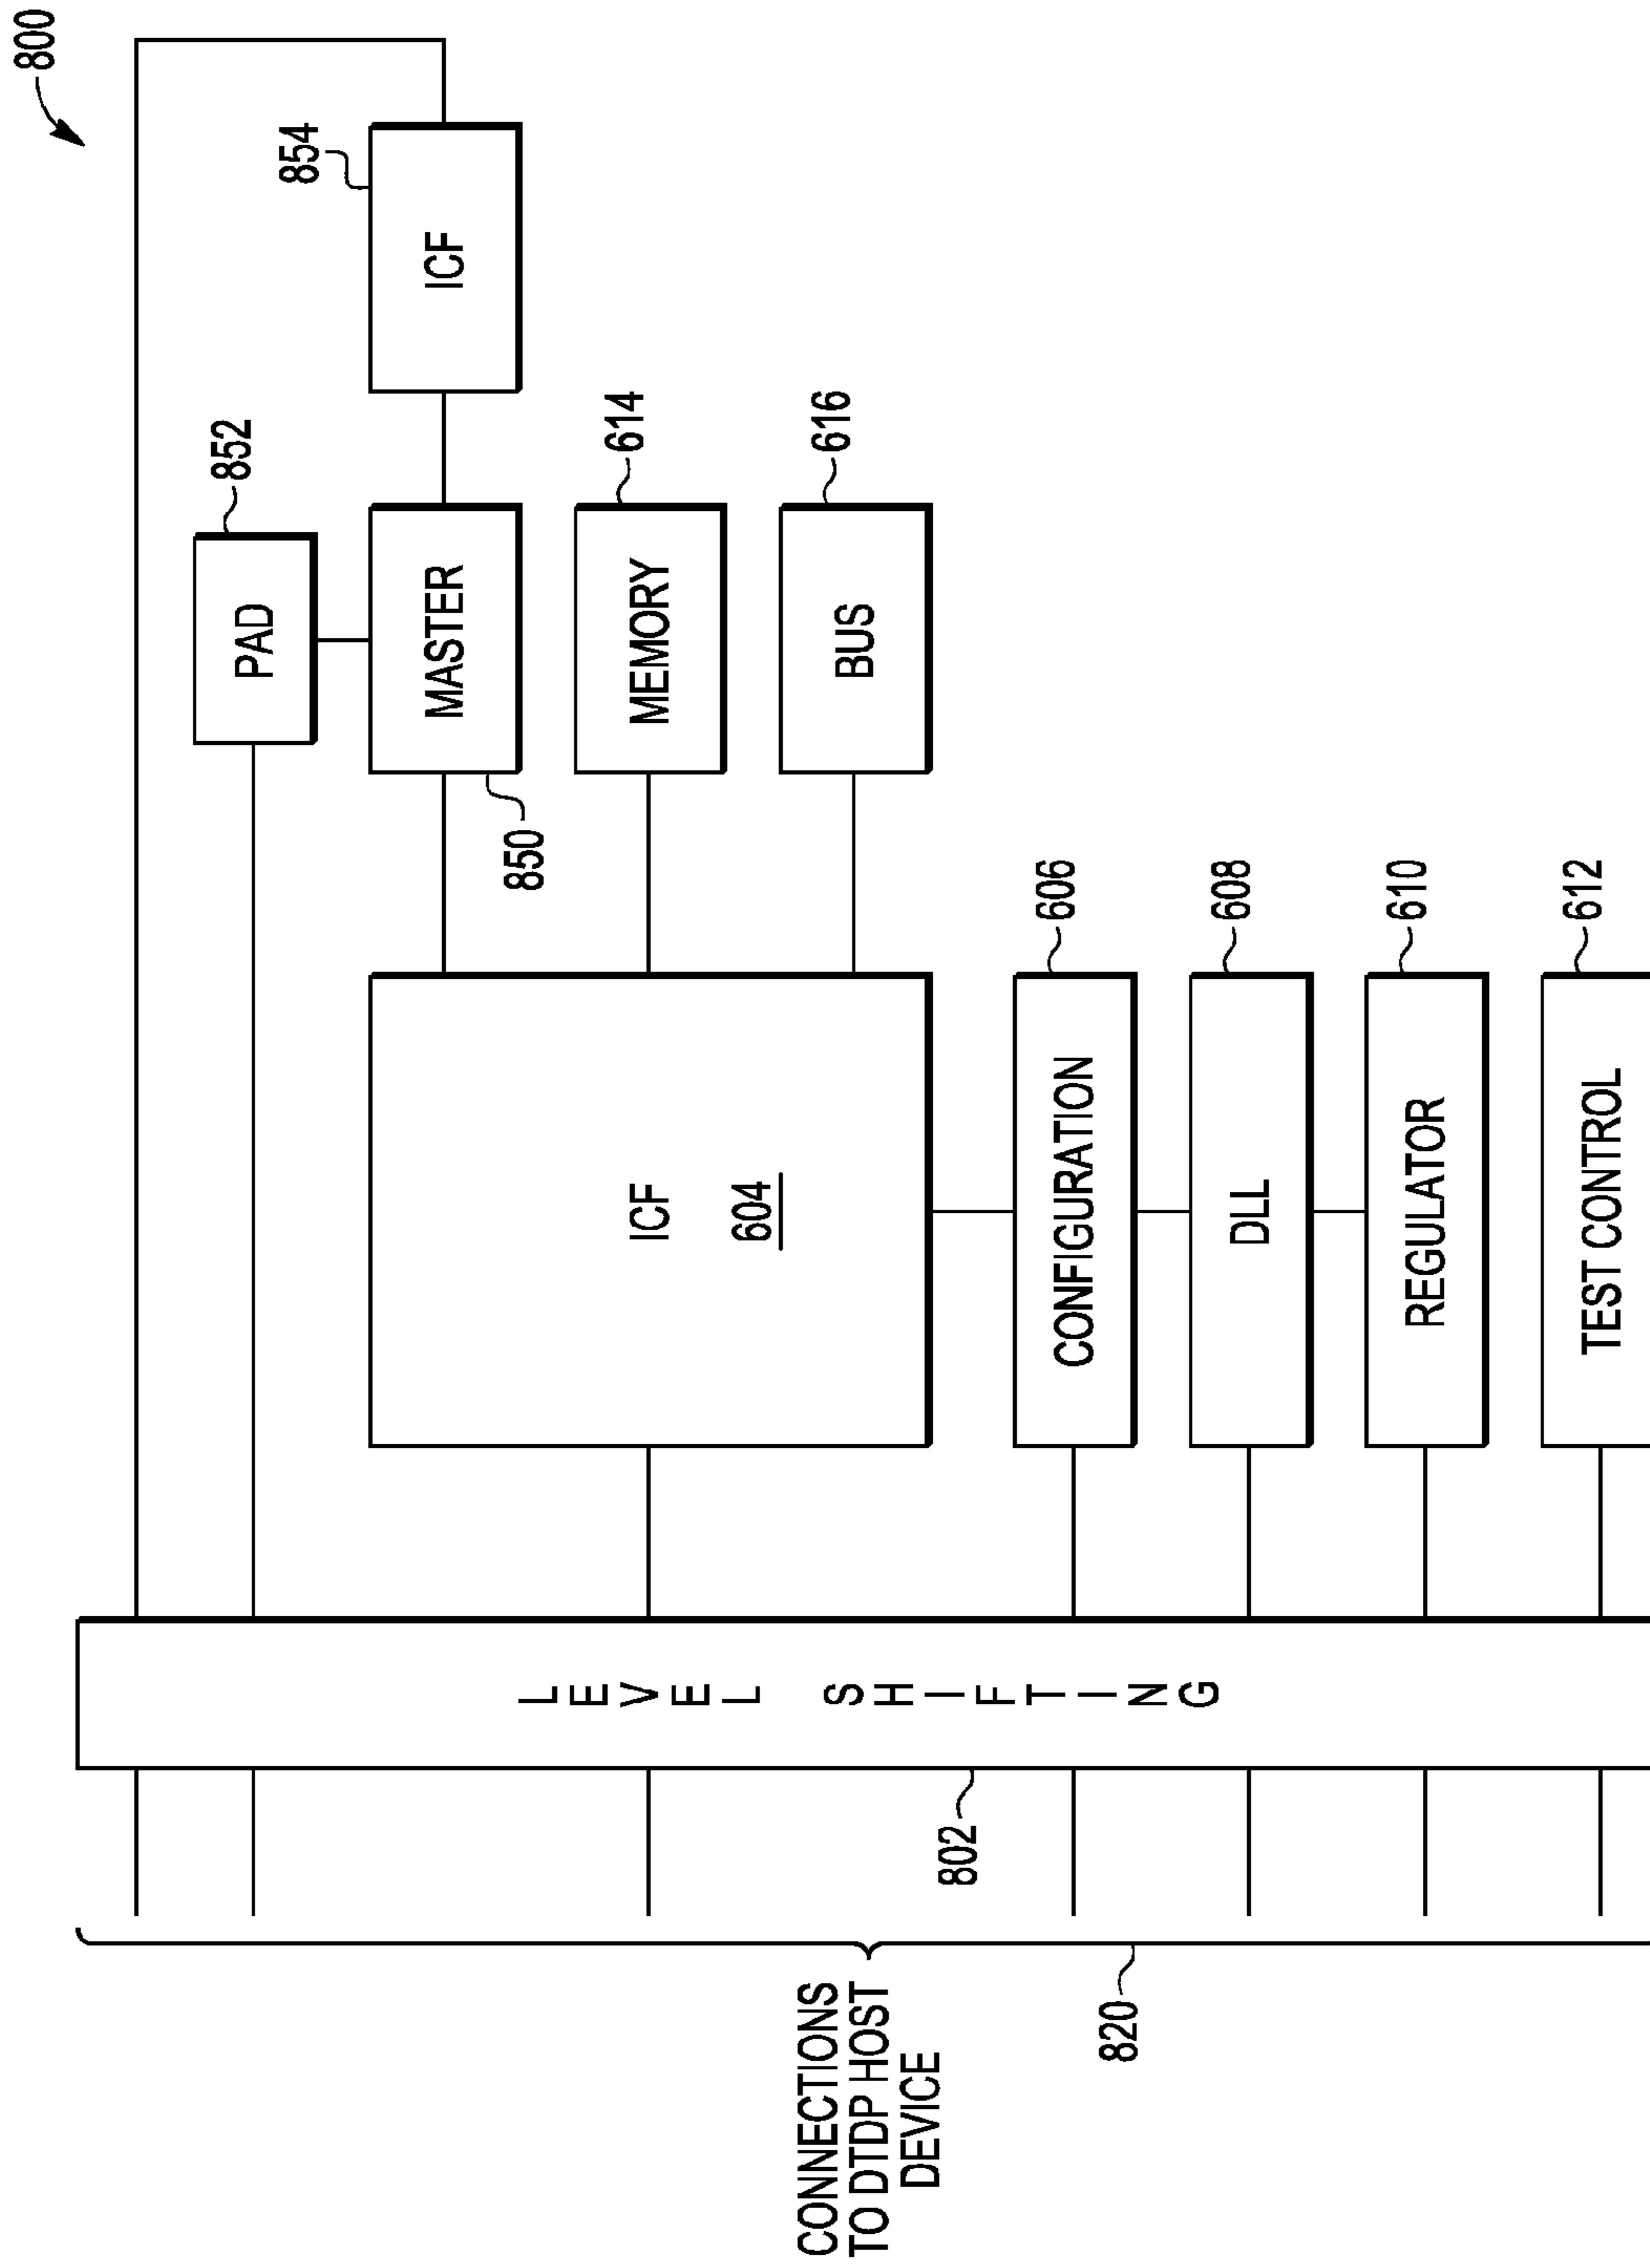 800
854
ICF
852
PAD
MASTER
850
614
MEMORY
616
BUS
ICF
604
606
CONFIGURATION
608
DLL
610
REGULATOR
612
TEST CONTROL
LEVEL SHIFTING
802
820
CONNECTIONS
TO DTDP HOST
DEVICE